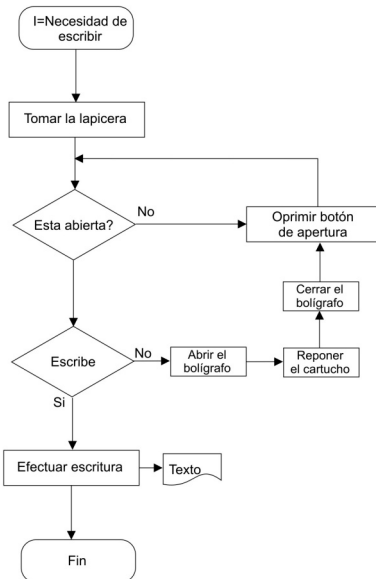 I=Necesidad de
escribir
Tomar la lapicera
Esta abierta?
No
Oprimir botón
de apertura
Cerrar el
bolígrafo
Escribe
No
Abrir el
bolígrafo
Reponer
el cartucho
Si
Efectuar escritura
Texto
Fin